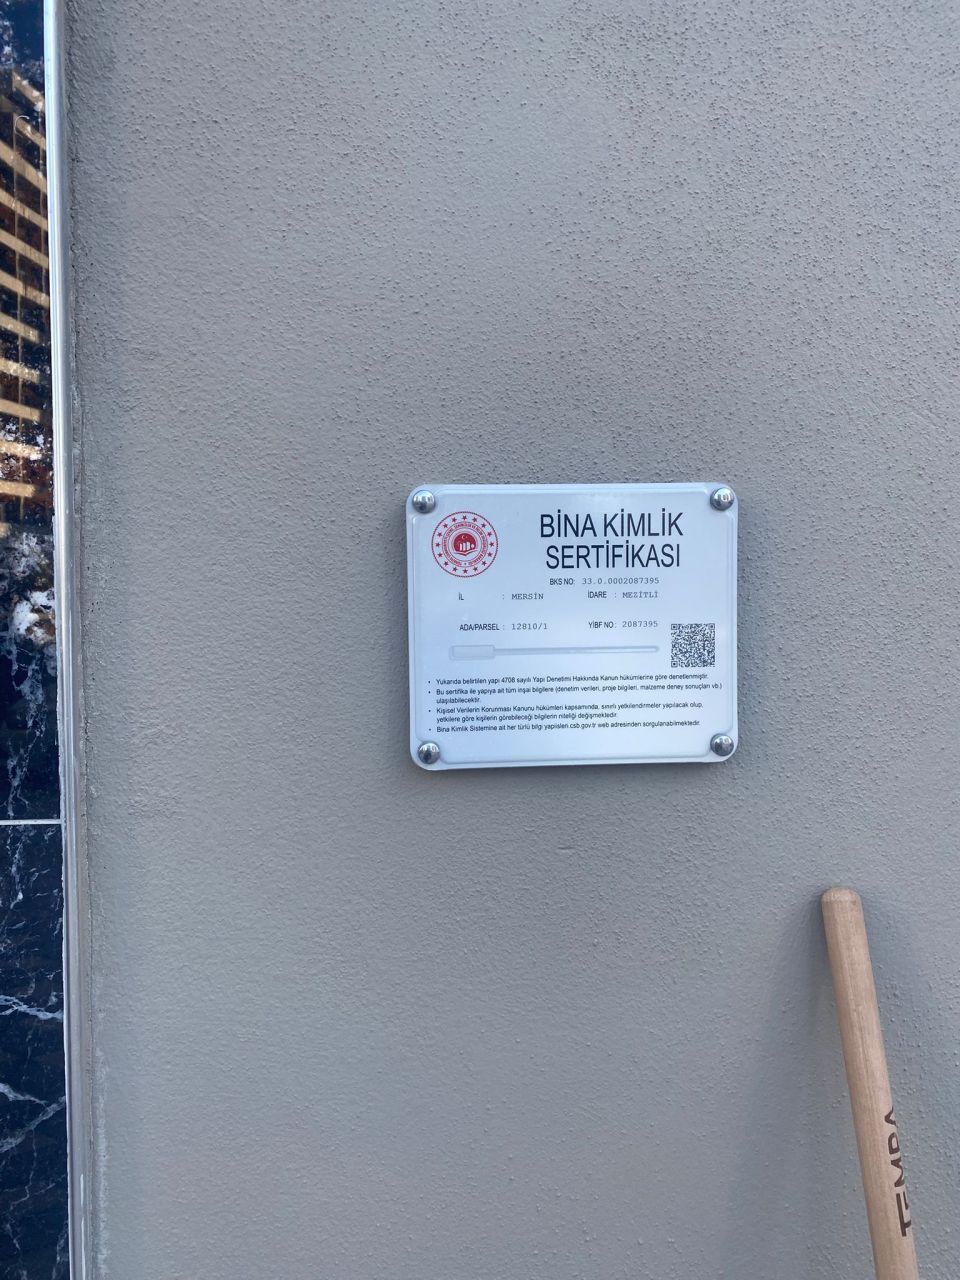 BİNA KİMLİK
SERTİFİKASI
BKS NO: 33.0.0002087395
İL : MERSİN İDARE : MEZİTLİ
ADA/PARSEL : 12810/1 YİBF NO : 2087395
• Yukarıda belirtilen yapı 4708 sayılı Yapı Denetimi Hakkında Kanun hükümlerine göre denetlenmiştir.
• Bu sertifika ile yapıya ait tüm inşai bilgilere (denetim verileri, proje bilgileri, malzeme deney sonuçları vb.)
ulaşılabilecektir.
• Kişisel Verilerin Korunması Kanunu hükümleri kapsamında, sınırlı yetkilendirmeler yapılacak olup,
yetkilere göre kişilerin görebileceği bilgilerin niteliği değişmektedir.
• Bina Kimlik Sistemine ait her türlü bilgi yapiisleri.csb.gov.tr web adresinden sorgulanabilmektedir.